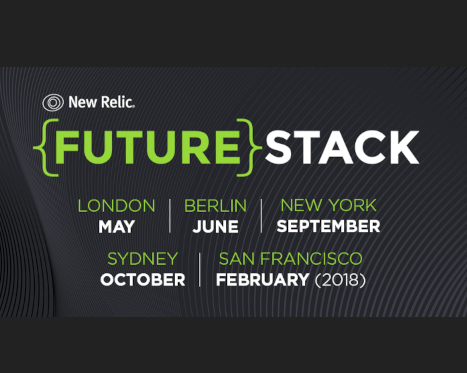 New Relic.
{FUTURE}STACK
LONDON | BERLIN | NEW YORK
MAY | JUNE | SEPTEMBER
SYDNEY | SAN FRANCISCO
OCTOBER | FEBRUARY (2018)